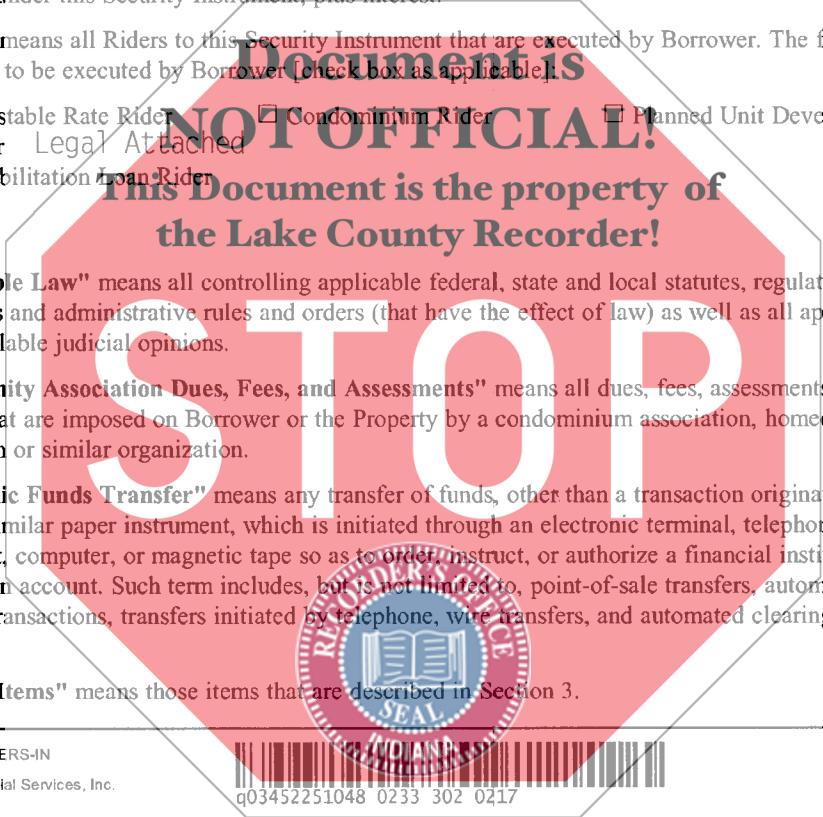 under this Security Instrument, plus interest.
means all Riders to this Security Instrument that are executed by Borrower. The f
to be executed by Borrower [check box as applicable]:
Document is
stable Rate Rider Condominium Rider Planned Unit Deve
NOT OFFICIAL!
r Legal Attached
bilitation Loan Rider
This Document is the property of
the Lake County Recorder!
le Law" means all controlling applicable federal, state and local statutes, regulat
s and administrative rules and orders (that have the effect of law) as well as all ap
lable judicial opinions.
STOP
nity Association Dues, Fees, and Assessments" means all dues, fees, assessments
at are imposed on Borrower or the Property by a condominium association, homeo
n or similar organization.
ic Funds Transfer" means any transfer of funds, other than a transaction origina
milar paper instrument, which is initiated through an electronic terminal, telephon
t, computer, or magnetic tape so as to order, instruct, or authorize a financial insti
n account. Such term includes, but is not limited to, point-of-sale transfers, autom
ransactions, transfers initiated by telephone, wire transfers, and automated clearing
RECORDER'S OFFICE
SEAL
INDIANA
Items" means those items that are described in Section 3.
ERS-IN
ial Services, Inc.
q03452251048 0233 302 0217